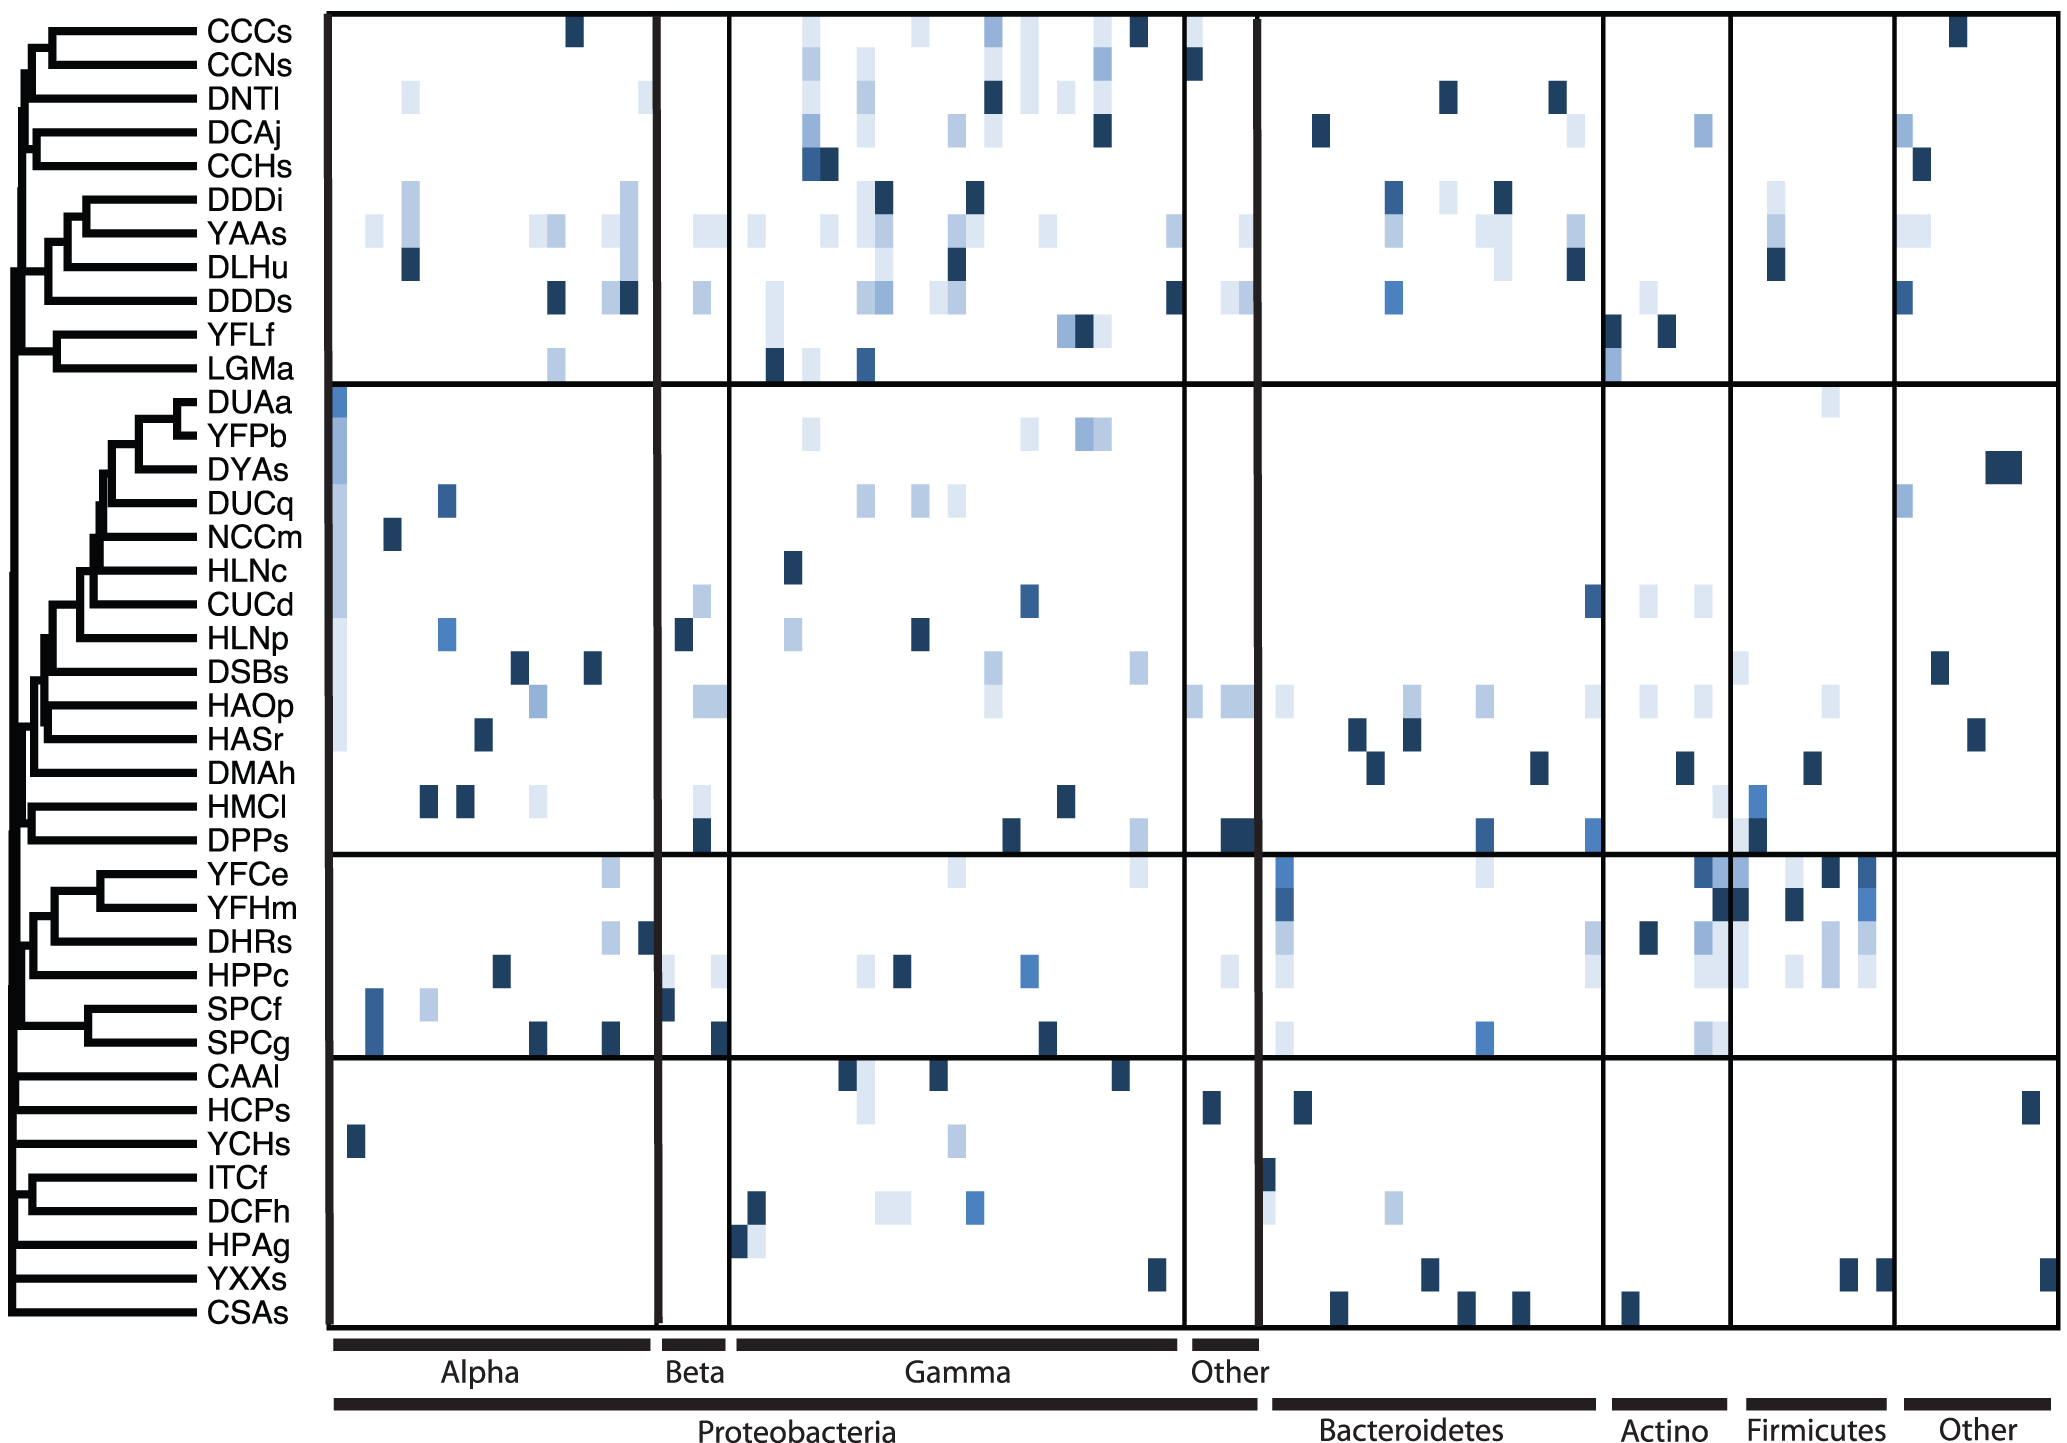 CCCs
CCNs
DNTl
DCAj
CCHs
DDDi
YAAs
DLHu
DDDs
YFLf
LGMa
DUAa
YFPb
DYAs
DUCq
NCCm
HLNc
CUCd
HLNp
DSBs
HAOp
HASr
DMAh
HMCl
DPPs
YFCe
YFHm
DHRs
HPPc
SPCf
SPCg
CAAl
HCPs
YCHs
ITCf
DCFh
HPAg
YXXs
CSAs
Alpha Beta Gamma Other
Proteobacteria Bacteroidetes Actino Firmicutes Other